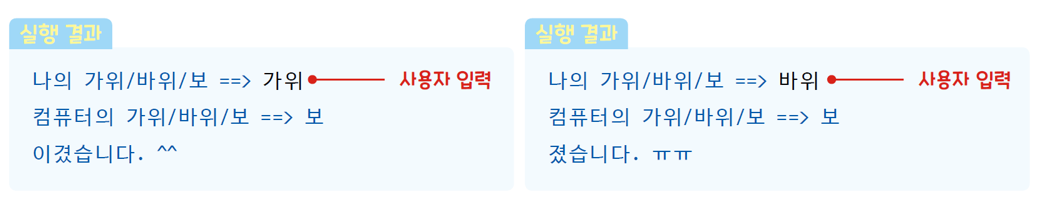 실행 결과
나의 가위/바위/보 ==> 가위 사용자 입력
컴퓨터의 가위/바위/보 ==> 보
이겼습니다. ^^
실행 결과
나의 가위/바위/보 ==> 바위 사용자 입력
컴퓨터의 가위/바위/보 ==> 보
졌습니다. ㅠㅠ